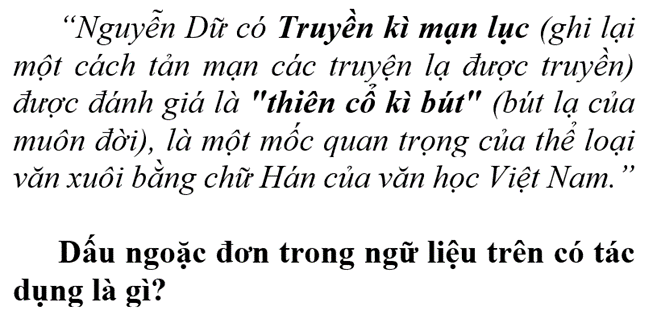 “Nguyễn Dữ có Truyền kì mạn lục (ghi lại
một cách tản mạn các truyện lạ được truyền)
được đánh giá là "thiên cổ kì bút" (bút lạ của
muôn đời), là một mốc quan trọng của thể loại
văn xuôi bằng chữ Hán của văn học Việt Nam.”
Dấu ngoặc đơn trong ngữ liệu trên có tác
dụng là gì?